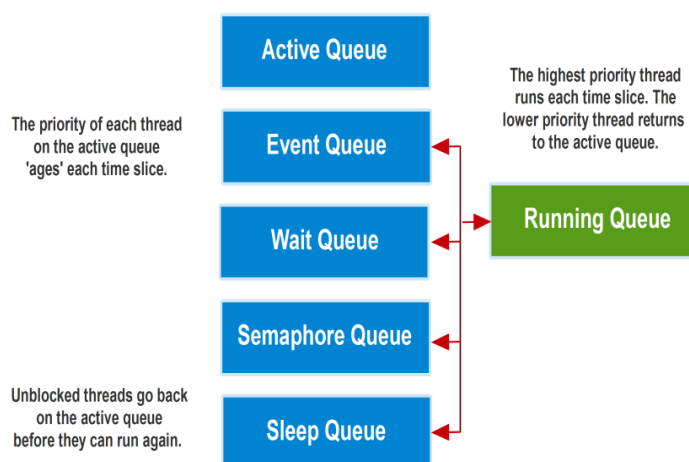 Active Queue
The highest priority thread
runs each time slice. The
lower priority thread returns
to the active queue.
The priority of each thread
on the active queue
'ages' each time slice.
Event Queue
Running Queue
Wait Queue
Semaphore Queue
Unblocked threads go back
on the active queue
before they can run again.
Sleep Queue